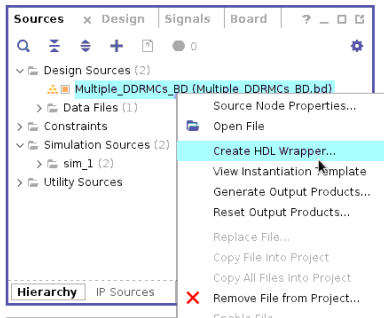 Sources Design Signals Board
0
Design Sources (2)
Multiple_DDRMCs_BD (Multiple_DDRMCs_BD.bd)
Data Files (1)
Constraints
Simulation Sources (2)
sim_1 (2)
Utility Sources
Hierarchy IP Sources
Source Node Properties...
Open File
Create HDL Wrapper...
View Instantiation Template
Generate Output Products...
Reset Output Products...
Replace File...
Copy File Into Project
Copy All Files Into Project
Remove File from Project...
Enable File